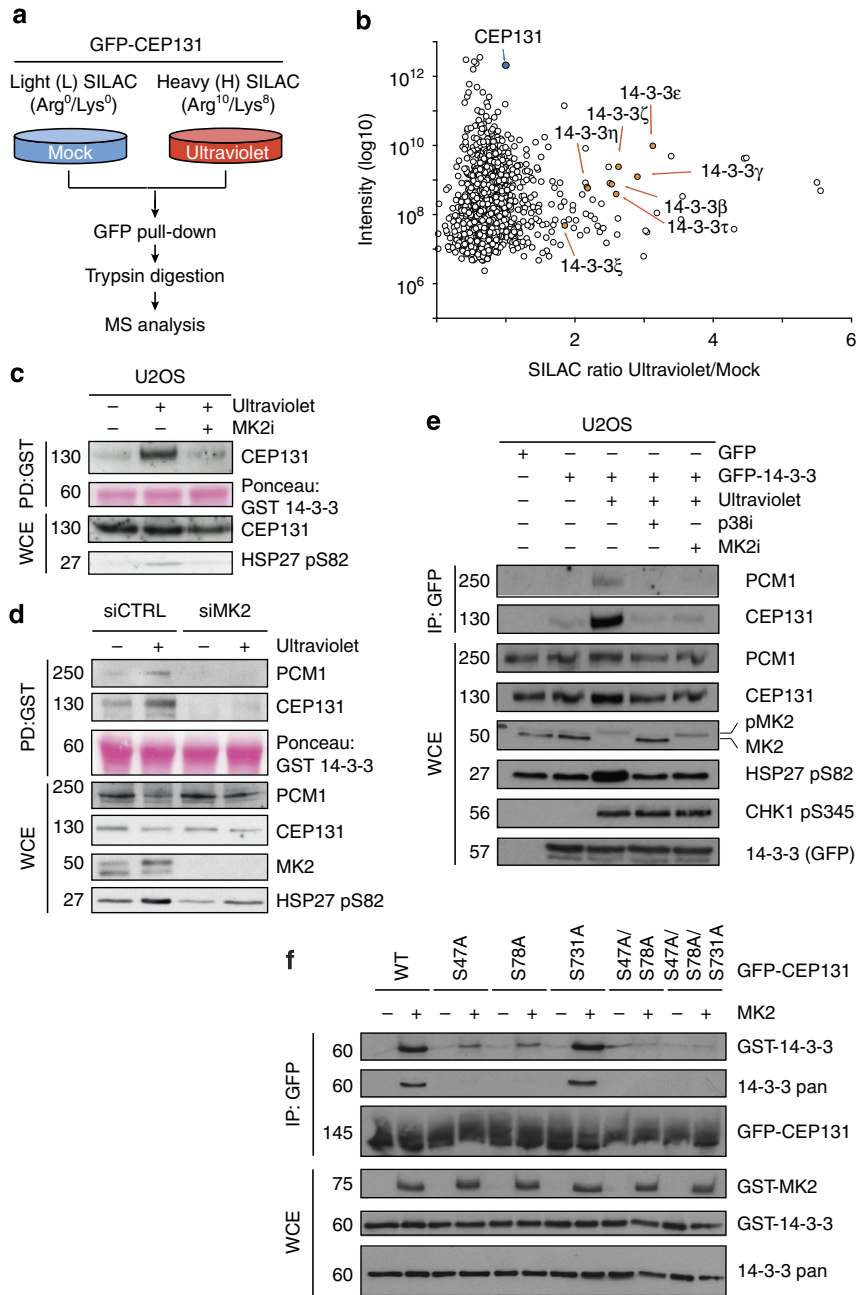 a
GFP-CEP131
Light (L) SILAC
(Arg⁰/Lys⁰)
Heavy (H) SILAC
(Arg¹⁰/Lys⁸)
Mock
Ultraviolet
GFP pull-down
Trypsin digestion
MS analysis
b
Intensity (log10)
10¹²
10¹⁰
10⁸
10⁶
CEP131
14-3-3ε
14-3-3ζ
14-3-3η
14-3-3γ
14-3-3β
14-3-3τ
14-3-3ξ
2
4
6
SILAC ratio Ultraviolet/Mock
c
U2OS
– + + Ultraviolet
– – + MK2i
PD:GST
130 CEP131
60 Ponceau:
GST 14-3-3
WCE
130 CEP131
27 HSP27 pS82
d
siCTRL siMK2
– + – + Ultraviolet
PD:GST
250 PCM1
130 CEP131
60 Ponceau:
GST 14-3-3
WCE
250 PCM1
130 CEP131
50 MK2
27 HSP27 pS82
e
U2OS
+ – – – – GFP
– + + + + GFP-14-3-3
– – + + + Ultraviolet
– – – + – p38i
– – – – + MK2i
IP: GFP
250 PCM1
130 CEP131
WCE
250 PCM1
130 CEP131
50 pMK2
MK2
27 HSP27 pS82
56 CHK1 pS345
57 14-3-3 (GFP)
f
WT
S47A
S78A
S731A
S47A/
S78A
S47A/
S78A/
S731A
GFP-CEP131
– + – + – + – + – + – + MK2
IP: GFP
60 GST-14-3-3
60 14-3-3 pan
145 GFP-CEP131
WCE
75 GST-MK2
60 GST-14-3-3
60 14-3-3 pan